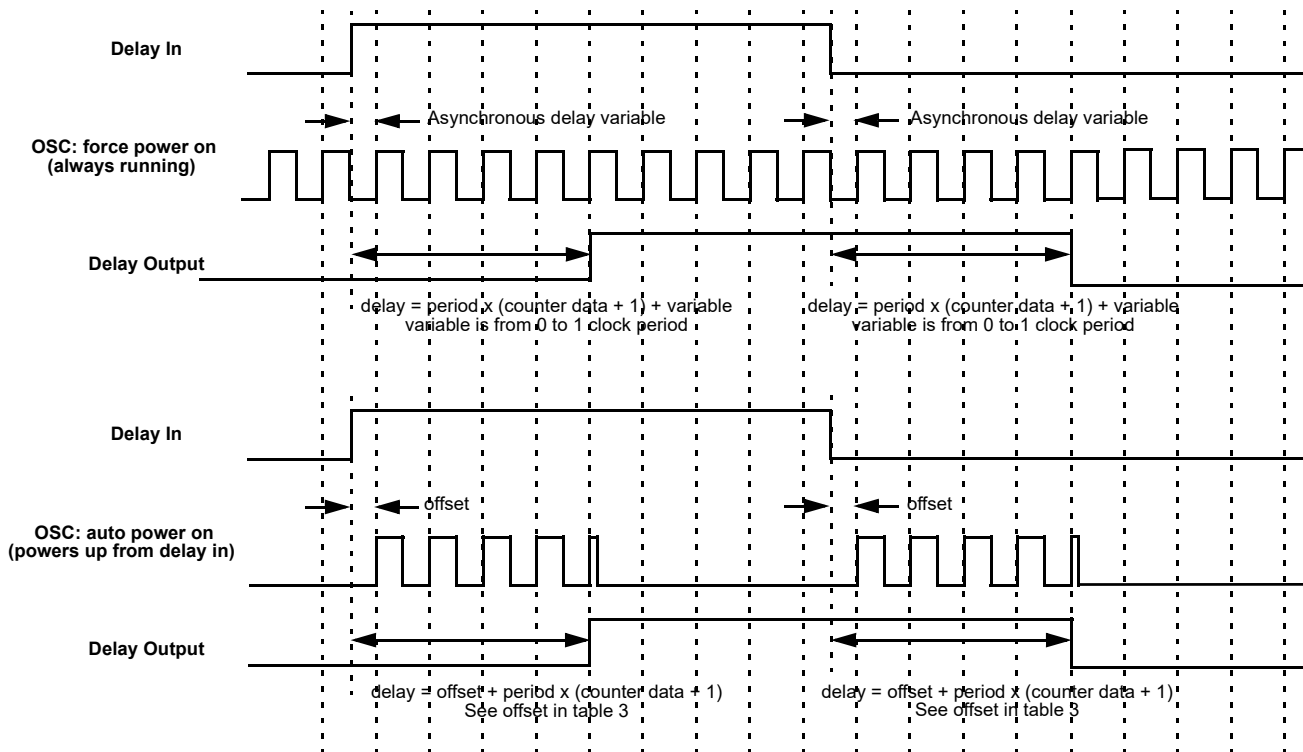 Delay In
Asynchronous delay variable
Asynchronous delay variable
OSC: force power on
(always running)
Delay Output
delay = period x (counter data + 1) + variable
variable is from 0 to 1 clock period
delay = period x (counter data + 1) + variable
variable is from 0 to 1 clock period
Delay In
offset
offset
OSC: auto power on
(powers up from delay in)
Delay Output
delay = offset + period x (counter data + 1)
See offset in table 3
delay = offset + period x (counter data + 1)
See offset in table 3